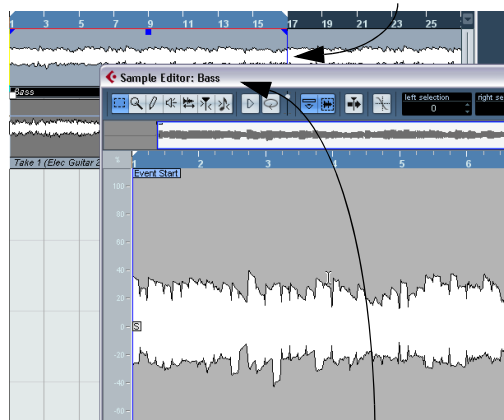 1 3 5 7 9 11 13 15 17 19 21 23 25
Sample Editor: Bass
Bass
left selection right se
0
Take 1 (Elec Guitar 2
% 1 2 3 4 5 6
Event Start
100
80
60
40
20
0 S
-20
-40
-60